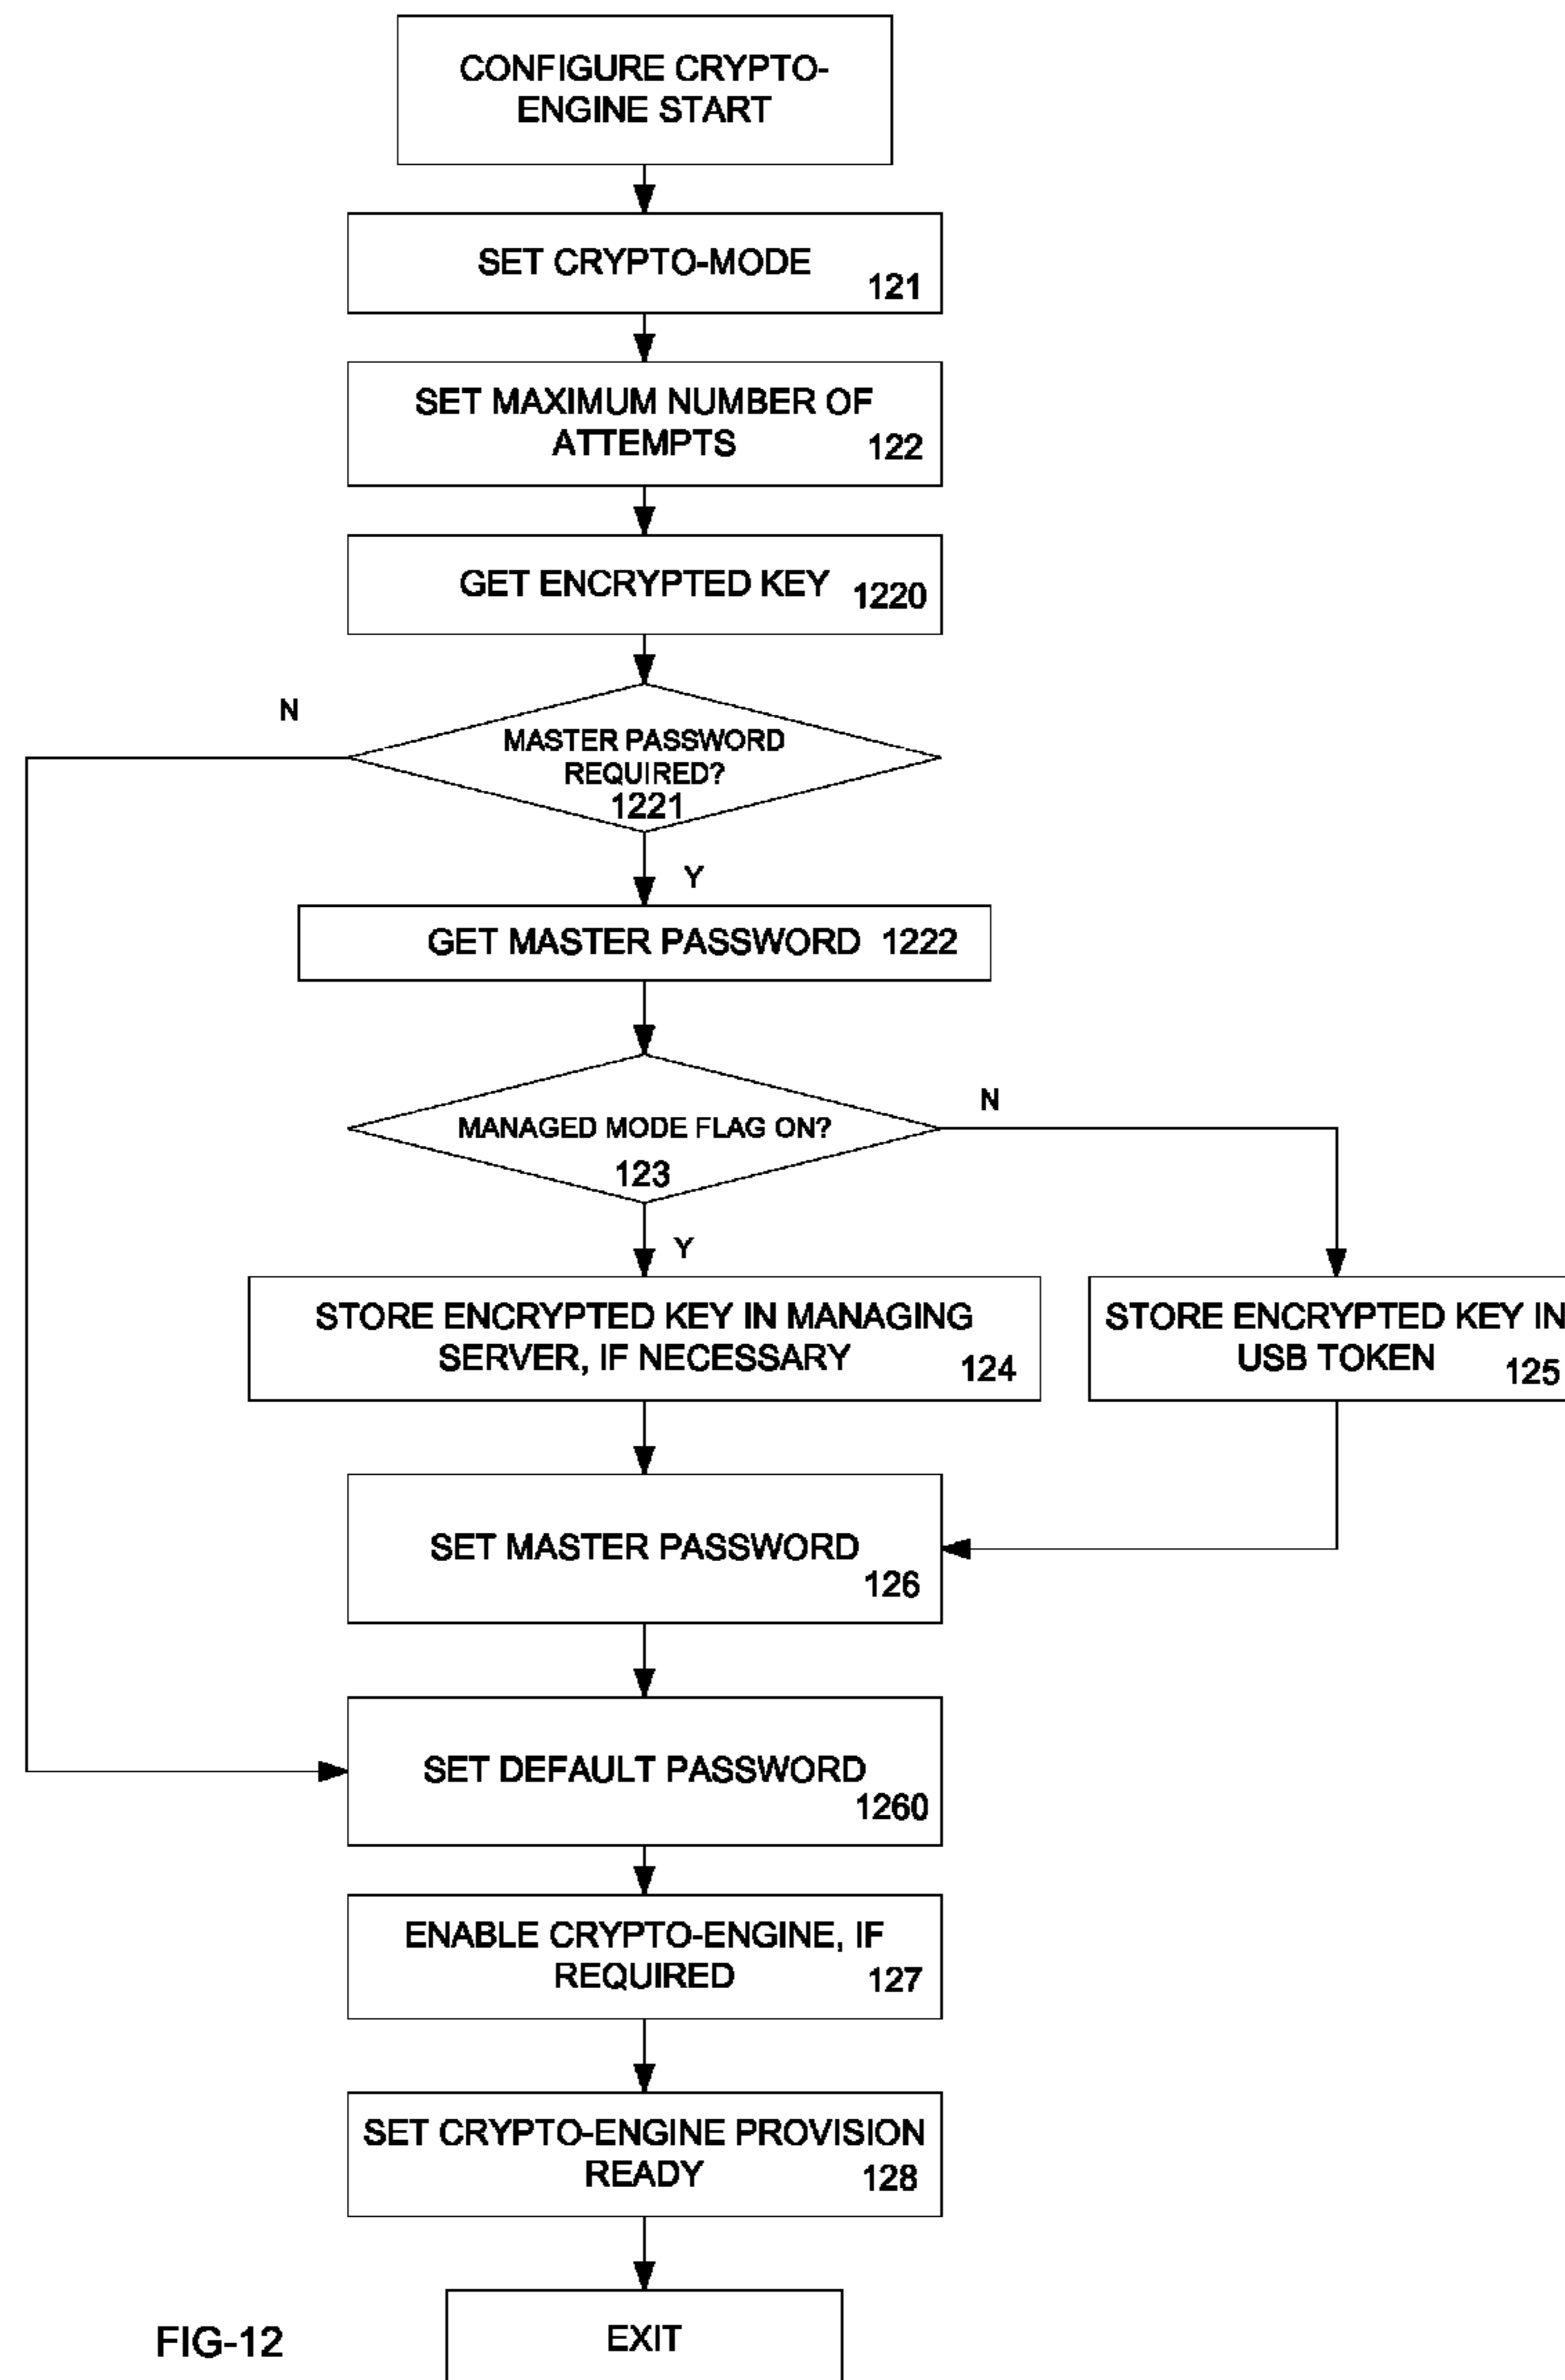 CONFIGURE CRYPTO-
ENGINE START
SET CRYPTO-MODE
121
SET MAXIMUM NUMBER OF
ATTEMPTS
122
GET ENCRYPTED KEY
1220
N
MASTER PASSWORD
REQUIRED?
1221
Y
GET MASTER PASSWORD 1222
MANAGED MODE FLAG ON?
123
N
Y
STORE ENCRYPTED KEY IN MANAGING
SERVER, IF NECESSARY
124
STORE ENCRYPTED KEY IN
USB TOKEN
125
SET MASTER PASSWORD
126
SET DEFAULT PASSWORD
1260
ENABLE CRYPTO-ENGINE, IF
REQUIRED
127
SET CRYPTO-ENGINE PROVISION
READY
128
EXIT
FIG-12